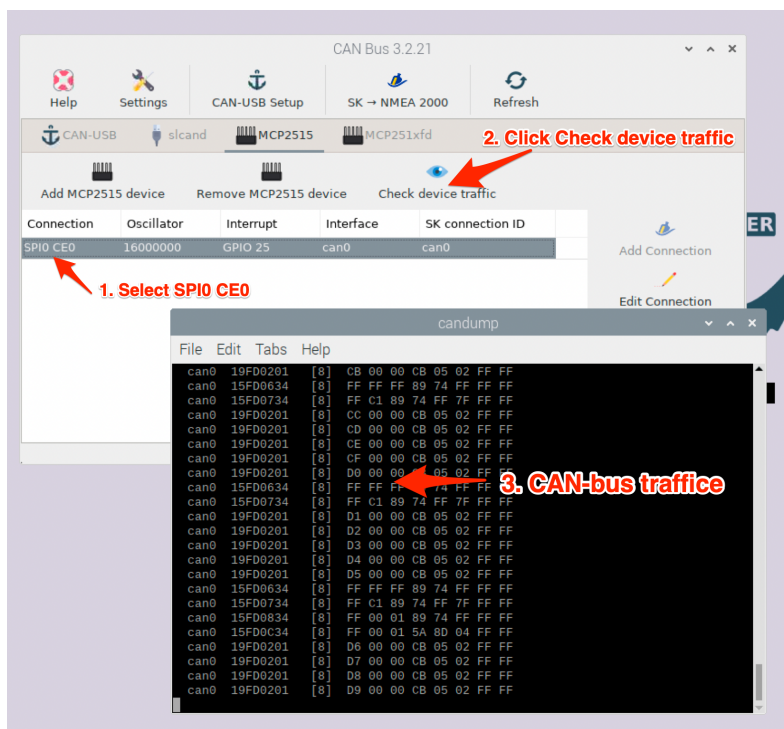 CAN Bus 3.2.21
Help Settings CAN-USB Setup SK → NMEA 2000 Refresh
CAN-USB slcand MCP2515 MCP251xfd
2. Click Check device traffic
Add MCP2515 device Remove MCP2515 device Check device traffic
Connection Oscillator Interrupt Interface SK connection ID
ER
SPI0 CE0 16000000 GPIO 25 can0 can0
Add Connection
1. Select SPI0 CE0
Edit Connection
candump
File Edit Tabs Help
can0 19FD0201 [8] CB 00 00 CB 05 02 FF FF
can0 15FD0634 [8] FF FF FF 89 74 FF FF FF
can0 15FD0734 [8] FF C1 89 74 FF 7F FF FF
can0 19FD0201 [8] CC 00 00 CB 05 02 FF FF
can0 19FD0201 [8] CD 00 00 CB 05 02 FF FF
can0 19FD0201 [8] CE 00 00 CB 05 02 FF FF
can0 19FD0201 [8] CF 00 00 CB 05 02 FF FF
can0 19FD0201 [8] D0 00 00 05 02 FF FF
can0 15FD0634 [8] FF FF FF 74 FF FF FF
3. CAN-bus traffice
can0 15FD0734 [8] FF C1 89 74 FF 7F FF FF
can0 19FD0201 [8] D1 00 00 CB 05 02 FF FF
can0 19FD0201 [8] D2 00 00 CB 05 02 FF FF
can0 19FD0201 [8] D3 00 00 CB 05 02 FF FF
can0 19FD0201 [8] D4 00 00 CB 05 02 FF FF
can0 19FD0201 [8] D5 00 00 CB 05 02 FF FF
can0 15FD0634 [8] FF FF FF 89 74 FF FF FF
can0 15FD0734 [8] FF C1 89 74 FF 7F FF FF
can0 15FD0834 [8] FF 00 01 89 74 FF FF FF
can0 15FD0C34 [8] FF 00 01 5A 8D 04 FF FF
can0 19FD0201 [8] D6 00 00 CB 05 02 FF FF
can0 19FD0201 [8] D7 00 00 CB 05 02 FF FF
can0 19FD0201 [8] D8 00 00 CB 05 02 FF FF
can0 19FD0201 [8] D9 00 00 CB 05 02 FF FF